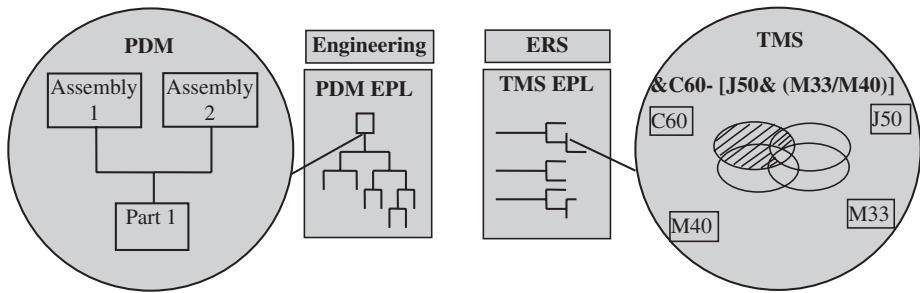 PDM
Assembly
1
Assembly
2
Part 1
Engineering
PDM EPL
ERS
TMS EPL
TMS
&C60- [J50& (M33/M40)]
C60
J50
M40
M33